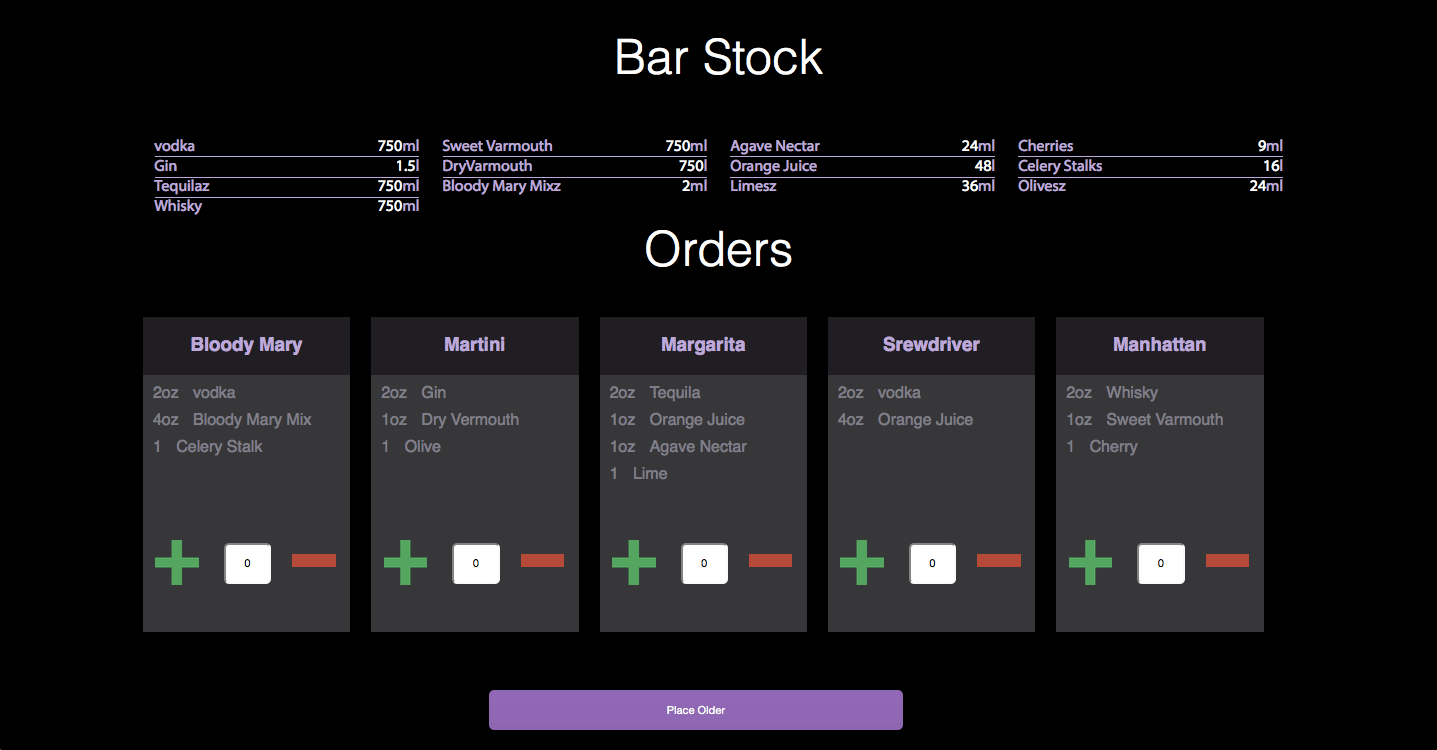 Bar Stock
vodka 750ml
Gin 1.5l
Tequilaz 750ml
Whisky 750ml
Sweet Varmouth 750ml
DryVarmouth 750l
Bloody Mary Mixz 2ml
Agave Nectar 24ml
Orange Juice 48l
Limesz 36ml
Cherries 9ml
Celery Stalks 16l
Olivesz 24ml
Orders
Bloody Mary
2oz vodka
4oz Bloody Mary Mix
1 Celery Stalk
0
Martini
2oz Gin
1oz Dry Vermouth
1 Olive
0
Margarita
2oz Tequila
1oz Orange Juice
1oz Agave Nectar
1 Lime
0
Srewdriver
2oz vodka
4oz Orange Juice
0
Manhattan
2oz Whisky
1oz Sweet Varmouth
1 Cherry
0
Place Older